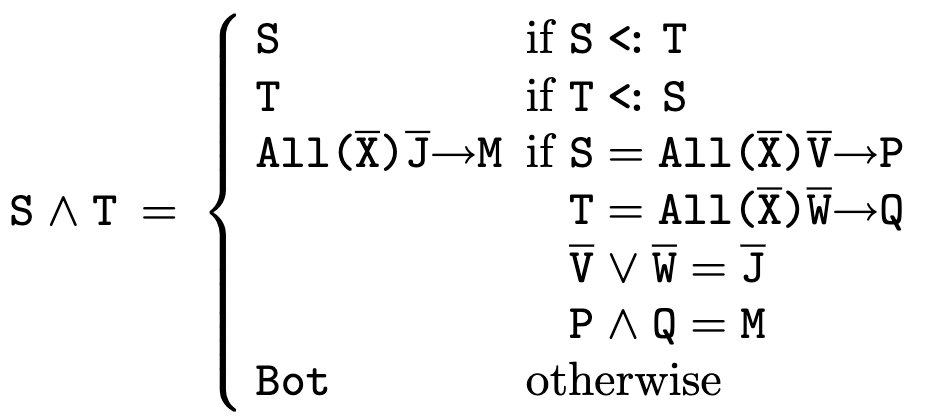 S if S <: T
T if T <: S
All(X̅)J̅→M if S = All(X̅)V̅→P
S ∧ T = T = All(X̅)W̅→Q
V̅ ∨ W̅ = J̅
P ∧ Q = M
Bot otherwise